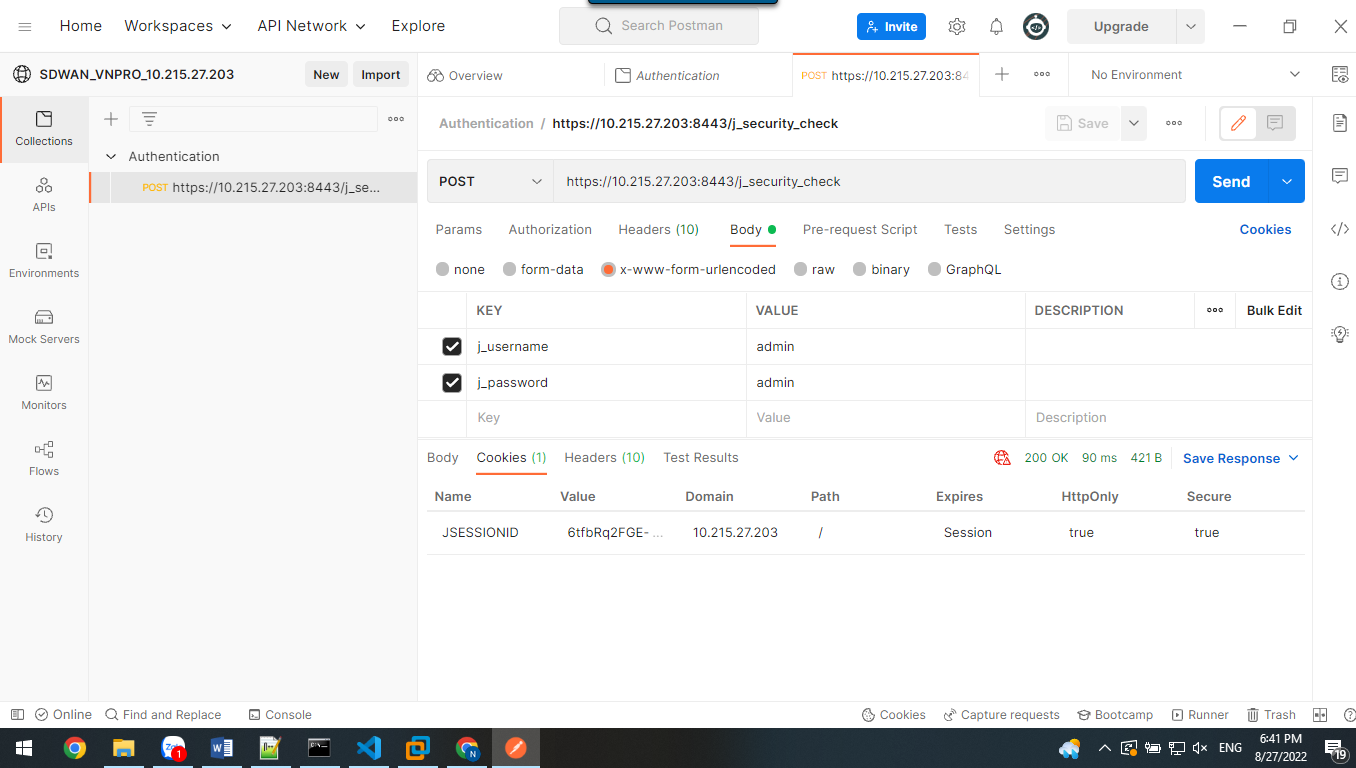 Home Workspaces API Network Explore Search Postman Invite Upgrade
SDWAN_VNPRO_10.215.27.203 New Import Overview Authentication POST https://10.215.27.203:84 No Environment
Collections
APIs
Environments
Mock Servers
Monitors
Flows
History
Authentication
POST https://10.215.27.203:8443/j_se...
Authentication / https://10.215.27.203:8443/j_security_check Save
POST https://10.215.27.203:8443/j_security_check Send
Params Authorization Headers (10) Body Pre-request Script Tests Settings Cookies
none form-data x-www-form-urlencoded raw binary GraphQL
KEY VALUE DESCRIPTION Bulk Edit
j_username admin
j_password admin
Key Value Description
Body Cookies (1) Headers (10) Test Results 200 OK 90 ms 421 B Save Response
Name Value Domain Path Expires HttpOnly Secure
JSESSIONID 6tfbRq2FGE- ... 10.215.27.203 / Session true true
Online Find and Replace Console Cookies Capture requests Bootcamp Runner Trash
1 N ENG 6:41 PM
8/27/2022 19